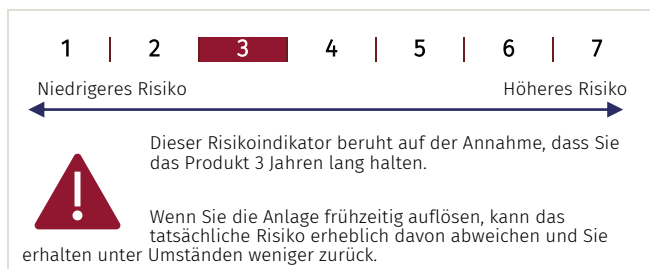 1 | 2 | 3 | 4 | 5 | 6 | 7
Niedrigeres Risiko Höheres Risiko
Dieser Risikoindikator beruht auf der Annahme, dass Sie
das Produkt 3 Jahren lang halten.
Wenn Sie die Anlage frühzeitig auflösen, kann das
tatsächliche Risiko erheblich davon abweichen und Sie
erhalten unter Umständen weniger zurück.